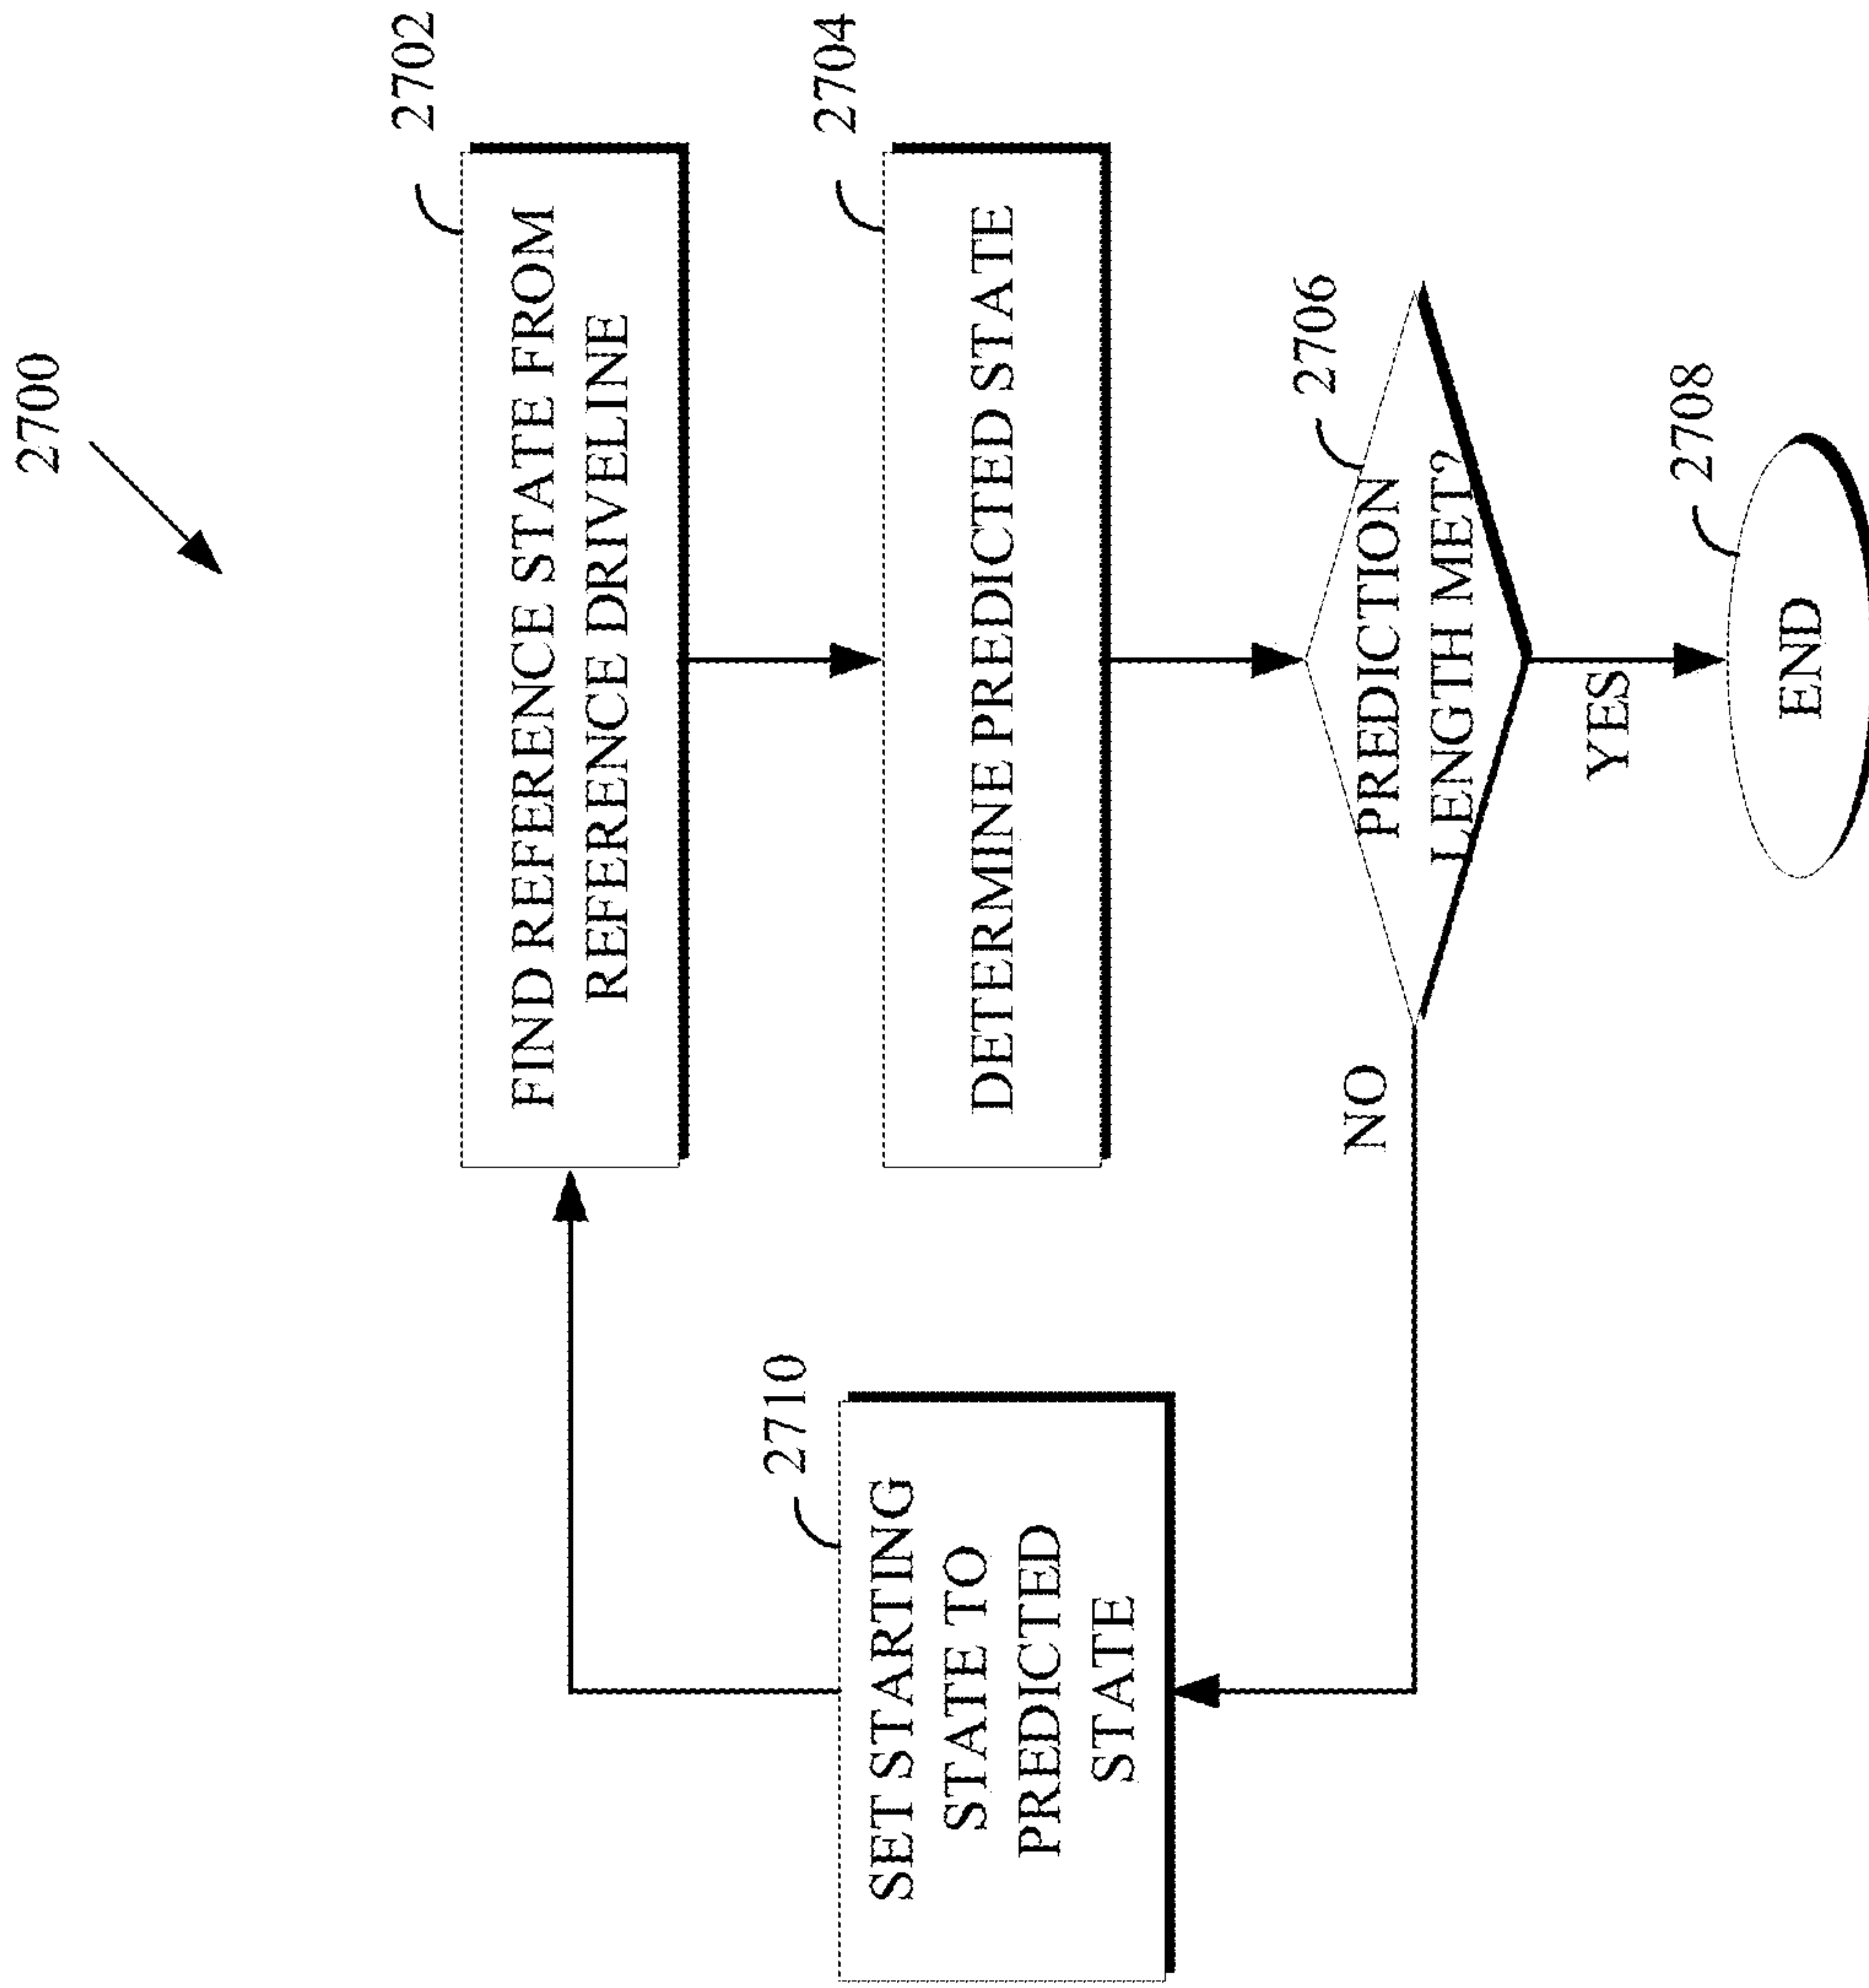 2700
2702
FIND REFERENCE STATE FROM
REFERENCE DRIVELINE
2704
DETERMINE PREDICTED STATE
2706
PREDICTION
LENGTH MET?
NO
YES
2708
END
2710
SET STARTING
STATE TO
PREDICTED
STATE